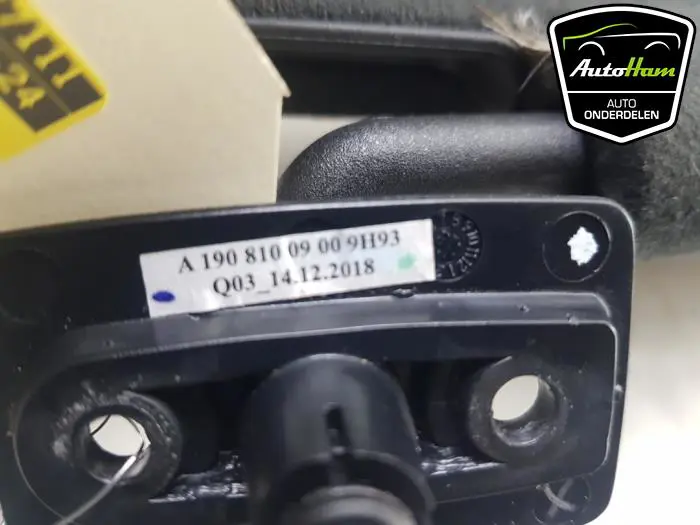 AutoHam
AUTO
ONDERDELEN
A 190 810 09 00 9H93
Q03_14.12.2018